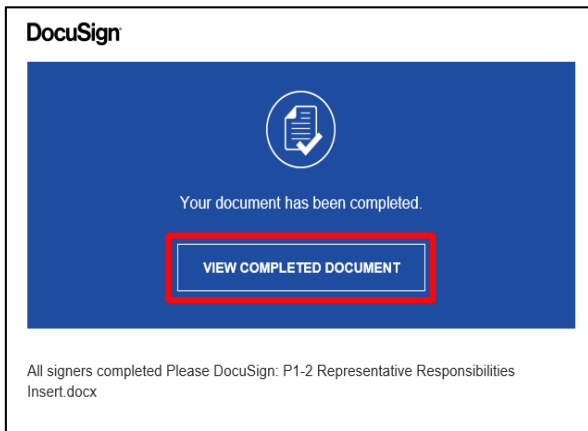 DocuSign
Your document has been completed.
VIEW COMPLETED DOCUMENT
All signers completed Please DocuSign: P1-2 Representative Responsibilities
Insert.docx